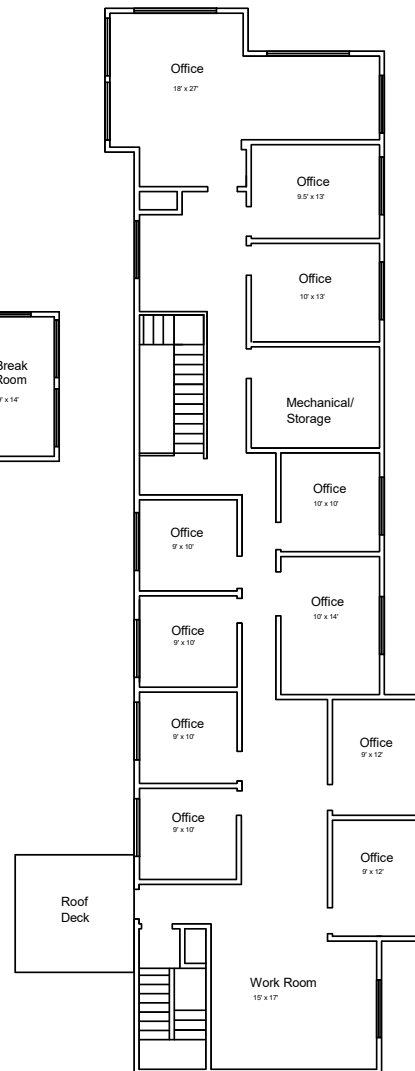 Office
18' x 27'
Office
9.5' x 13'
Office
10' x 13'
Break
Room
' x 14'
Mechanical/
Storage
Office
10' x 10'
Office
9' x 10'
Office
10' x 14'
Office
9' x 10'
Office
9' x 10'
Office
9' x 12'
Office
9' x 10'
Office
9' x 12'
Roof
Deck
Work Room
15' x 17'